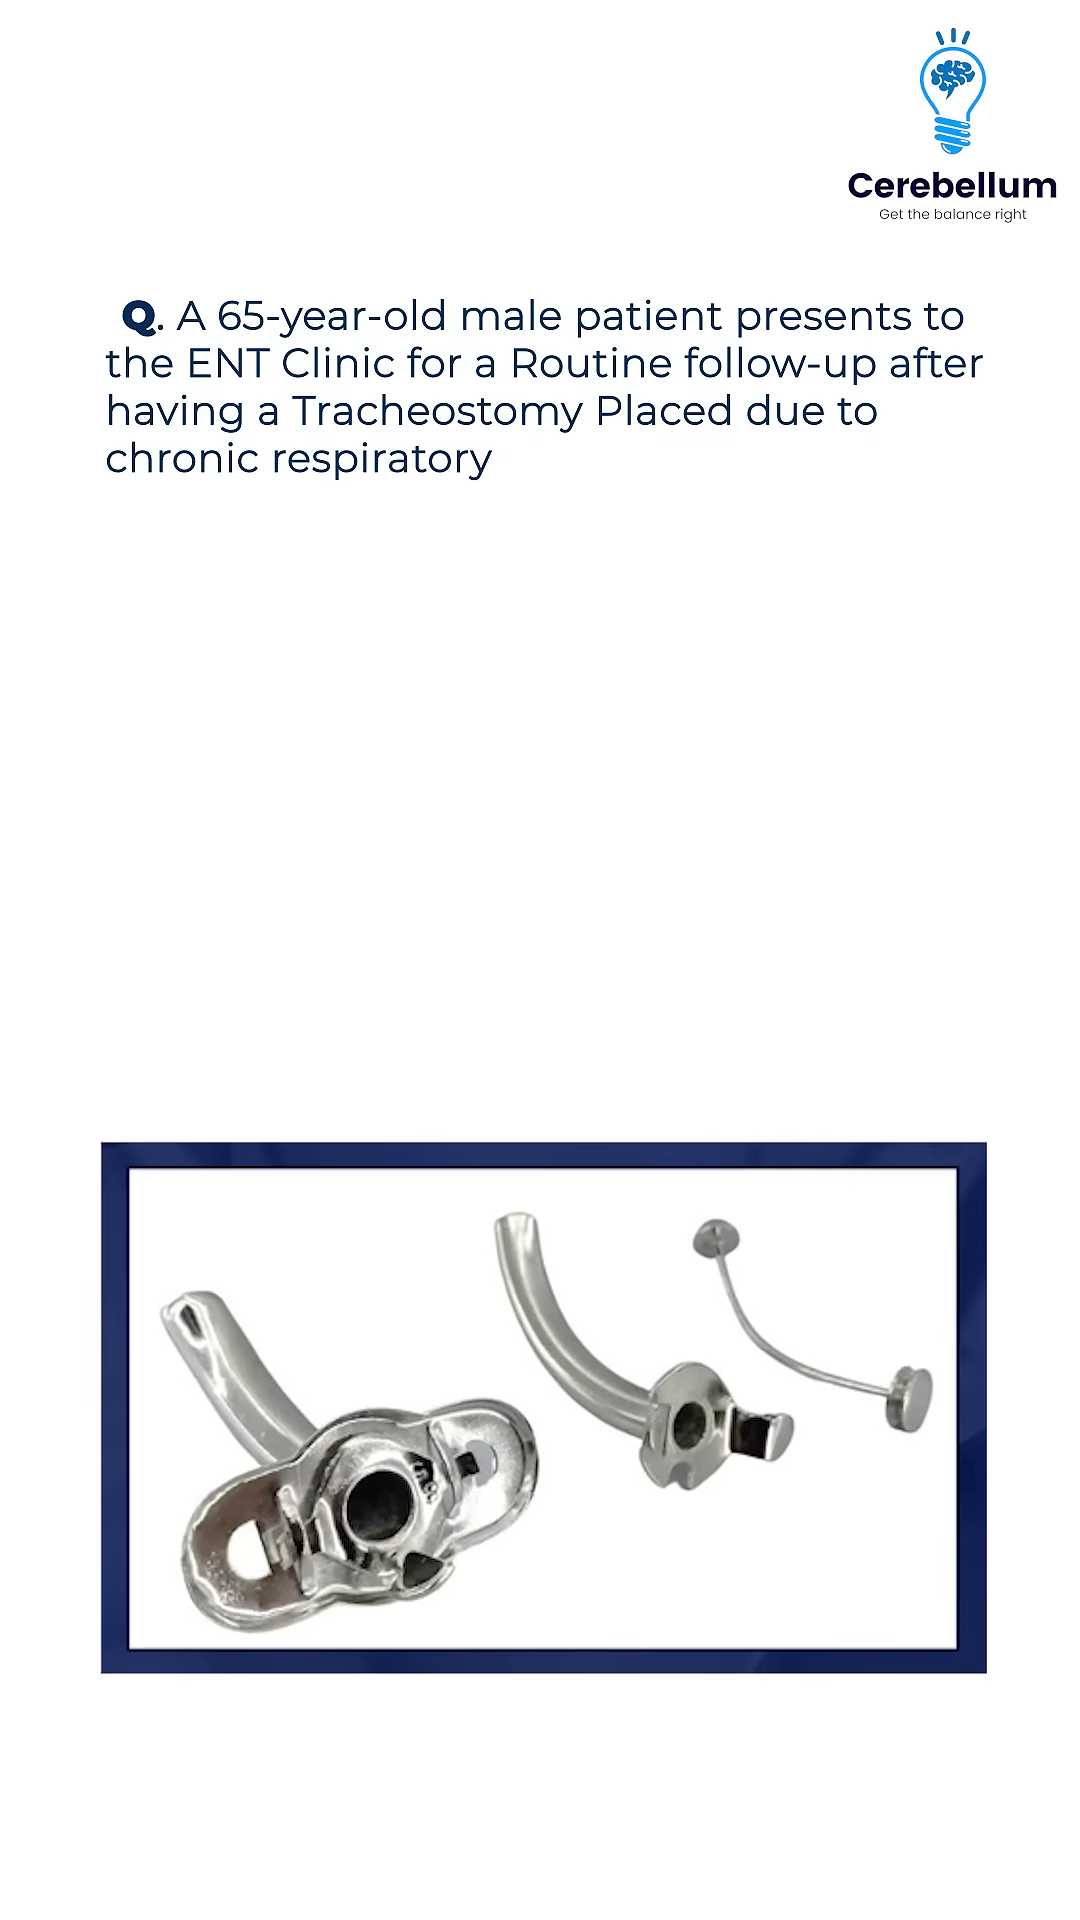 Cerebellum
Get the balance right
Q. A 65-year-old male patient presents to
the ENT Clinic for a Routine follow-up after
having a Tracheostomy Placed due to
chronic respiratory